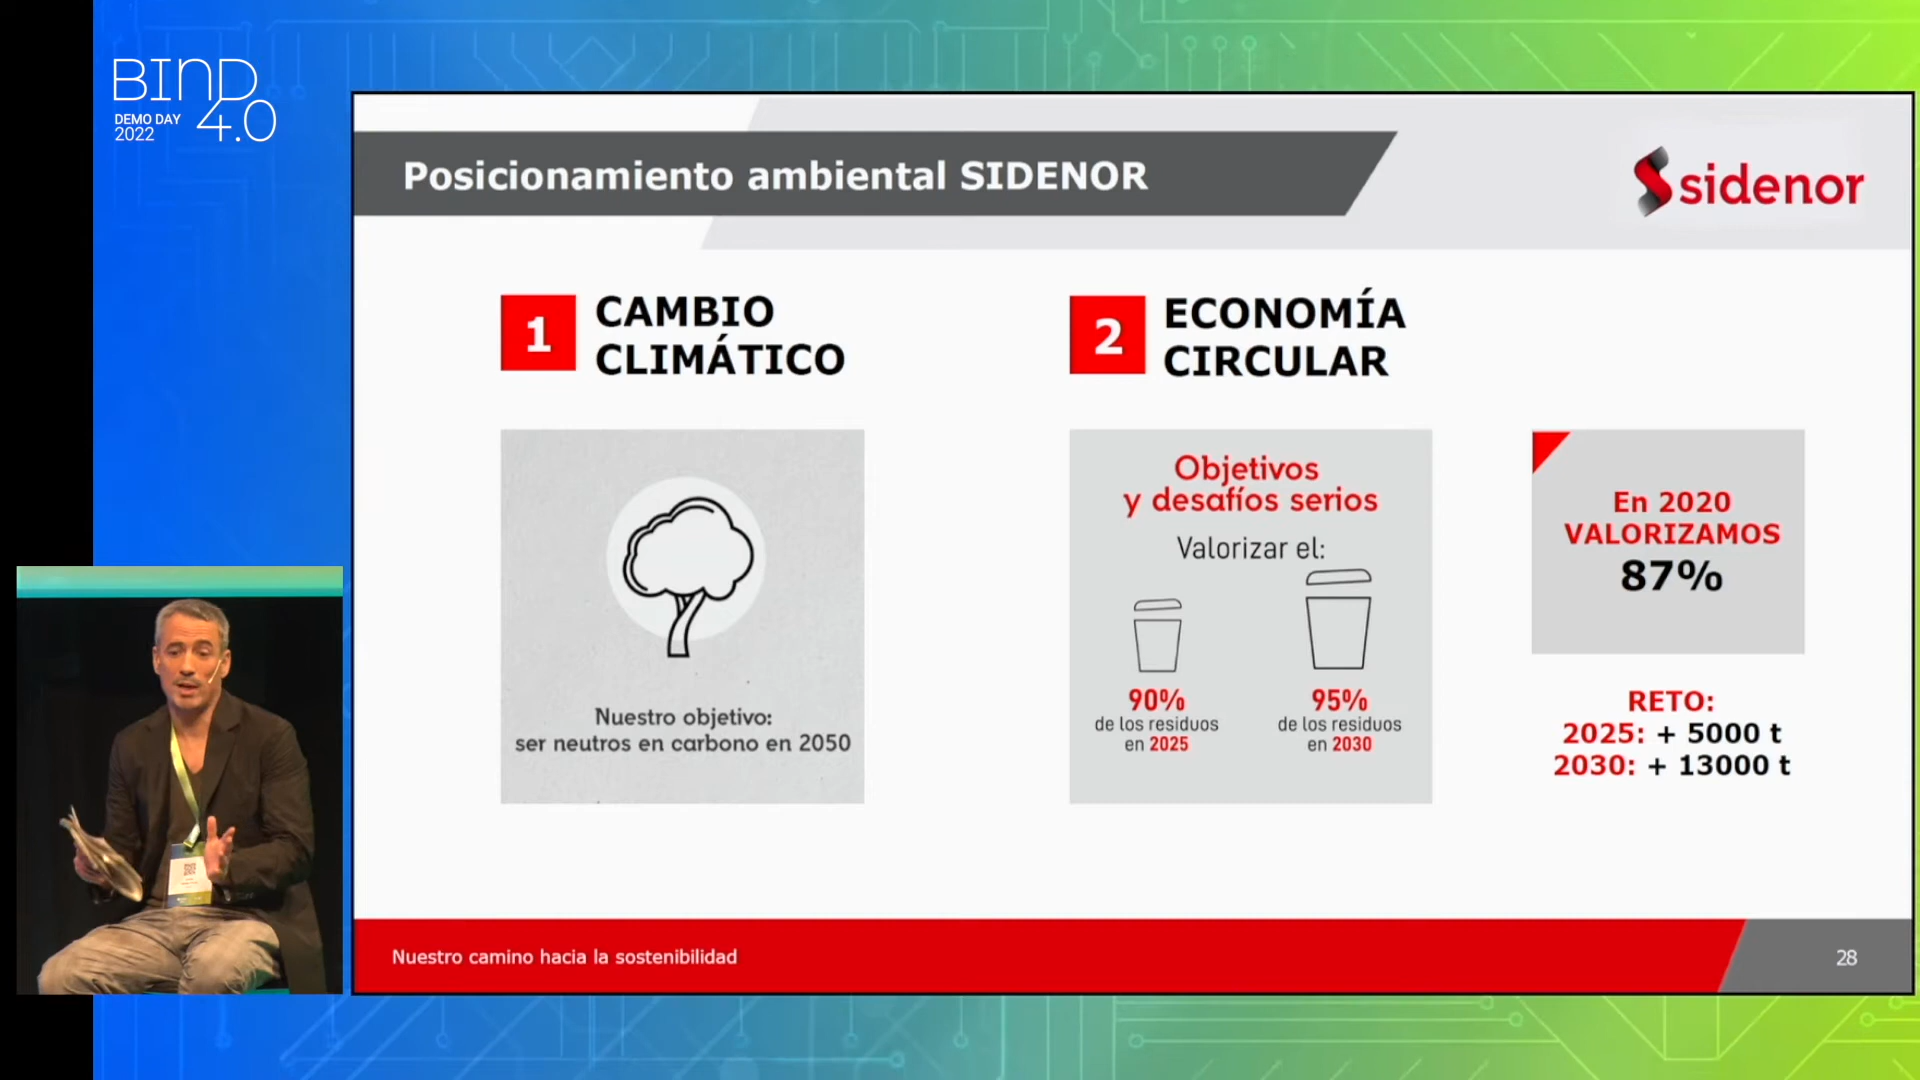 BIND
4.0
DEMO DAY
2022
Posicionamiento ambiental SIDENOR
sidenor
1
CAMBIO
CLIMÁTICO
Nuestro objetivo:
ser neutros en carbono en 2050
2
ECONOMÍA
CIRCULAR
Objetivos
y desafíos serios
Valorizar el:
90%
de los residuos
en 2025
95%
de los residuos
en 2030
En 2020
VALORIZAMOS
87%
RETO:
2025: + 5000 t
2030: + 13000 t
Nuestro camino hacia la sostenibilidad
28